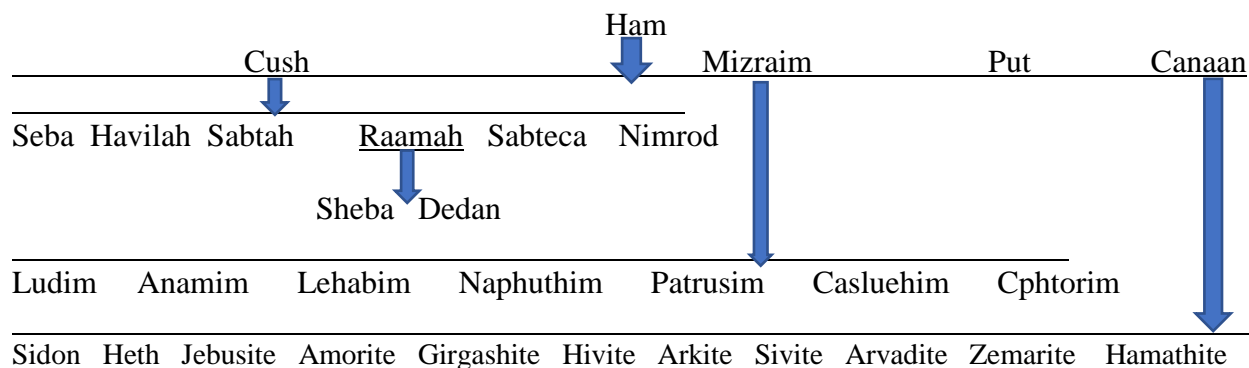 Ham
Cush Mizraim Put Canaan
Seba Havilah Sabtah Raamah Sabteca Nimrod
Sheba Dedan
Ludim Anamim Lehabim Naphuthim Patrusim Casluehim Cphtorim
Sidon Heth Jebusite Amorite Girgashite Hivite Arkite Sivite Arvadite Zemarite Hamathite